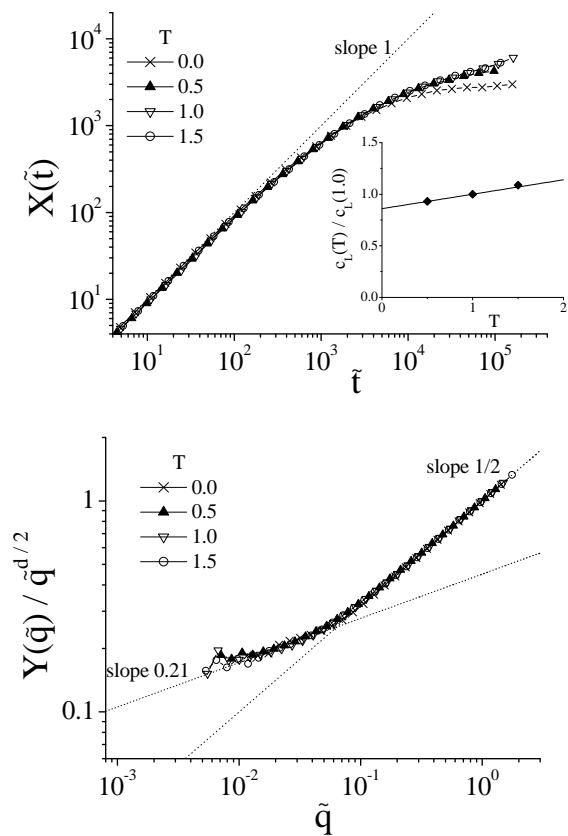 T
0.0
0.5
1.0
1.5
slope 1
10^4
10^3
10^2
10^1
X(t̃)
10^1 10^2 10^3 10^4 10^5
t̃
1.5
1.0
0.5
0.0
c_L(T) / c_L(1.0)
0 1 2
T
T
0.0
0.5
1.0
1.5
slope 1/2
slope 0.21
1
0.1
Y(q̃) / q̃^{d/2}
10^-3 10^-2 10^-1 10^0
q̃